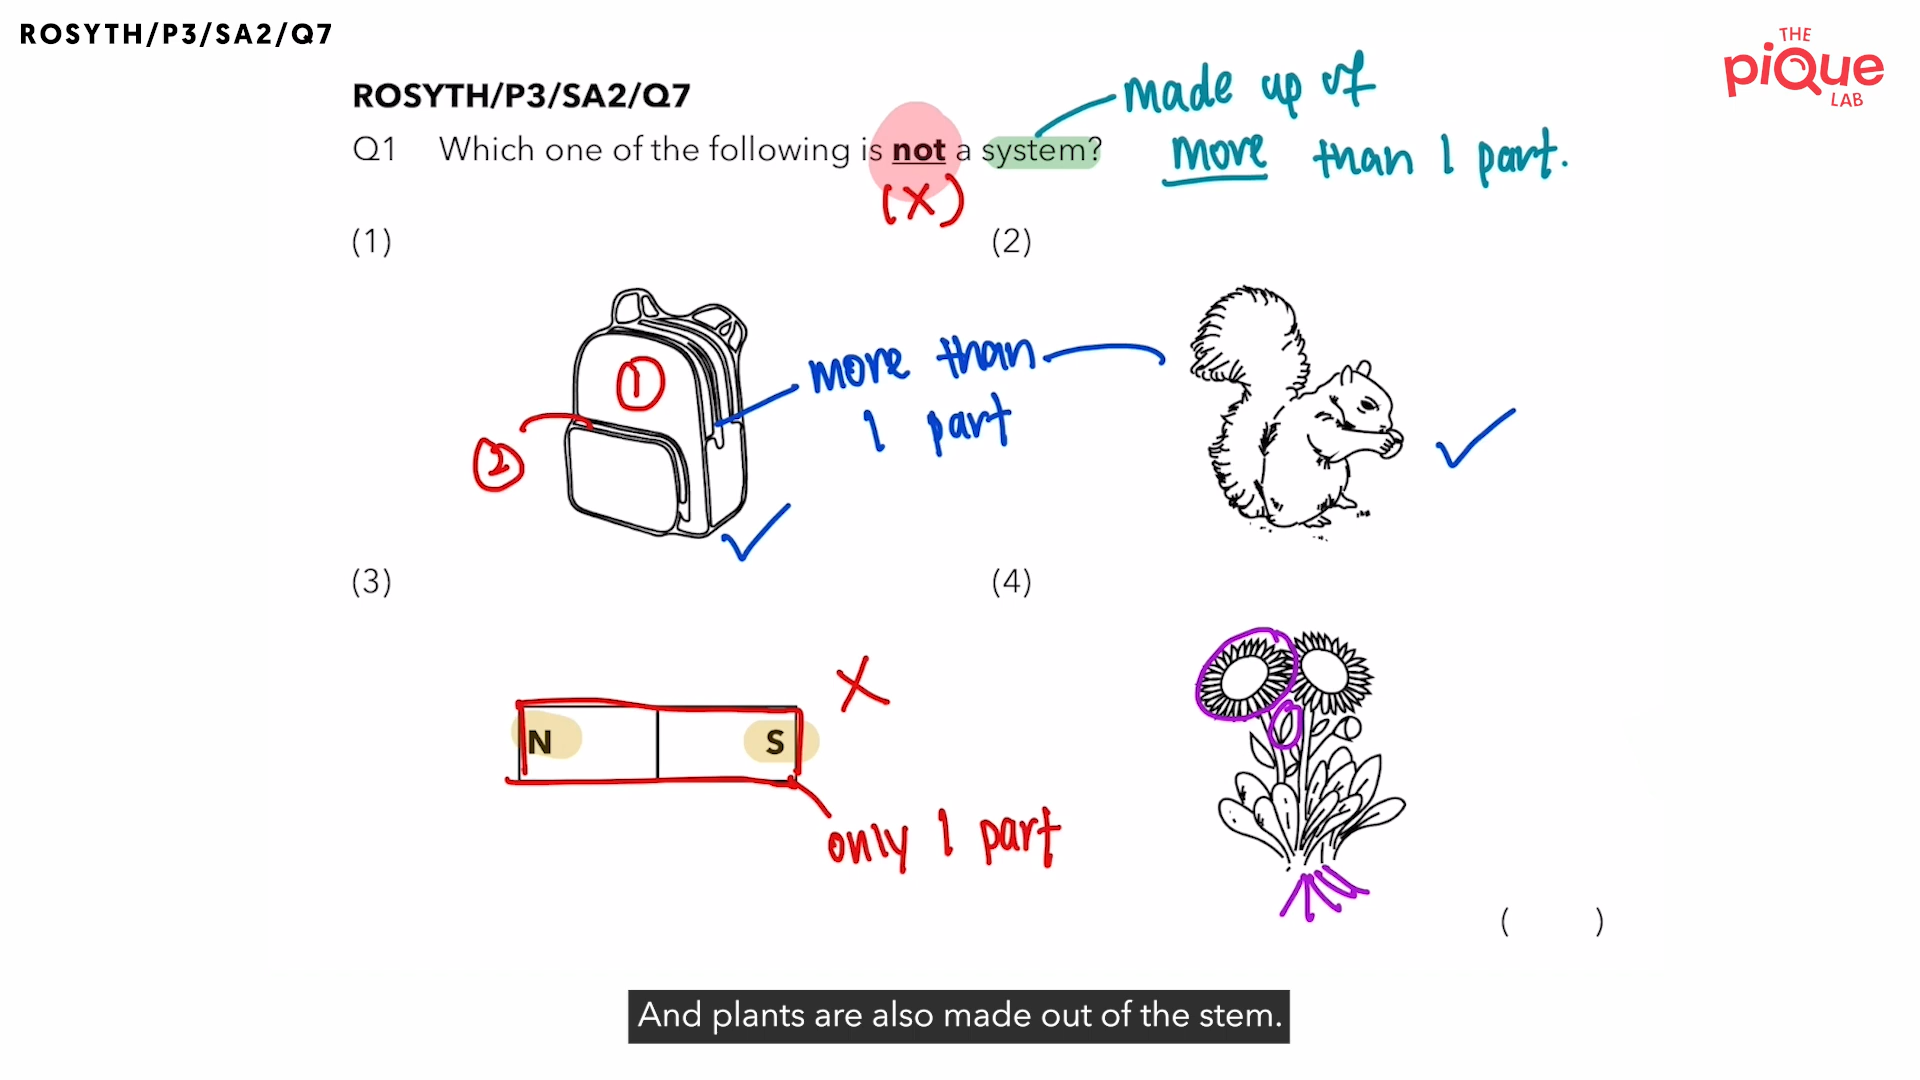 ROSYTH/P3/SA2/Q7
THE
piQue
LAB
ROSYTH/P3/SA2/Q7
made up of
more than 1 part.
Q1 Which one of the following is not a system?
(X)
(1)
(2)
1
2
more than
1 part
(3)
(4)
N S
X
only 1 part
( )
And plants are also made out of the stem.